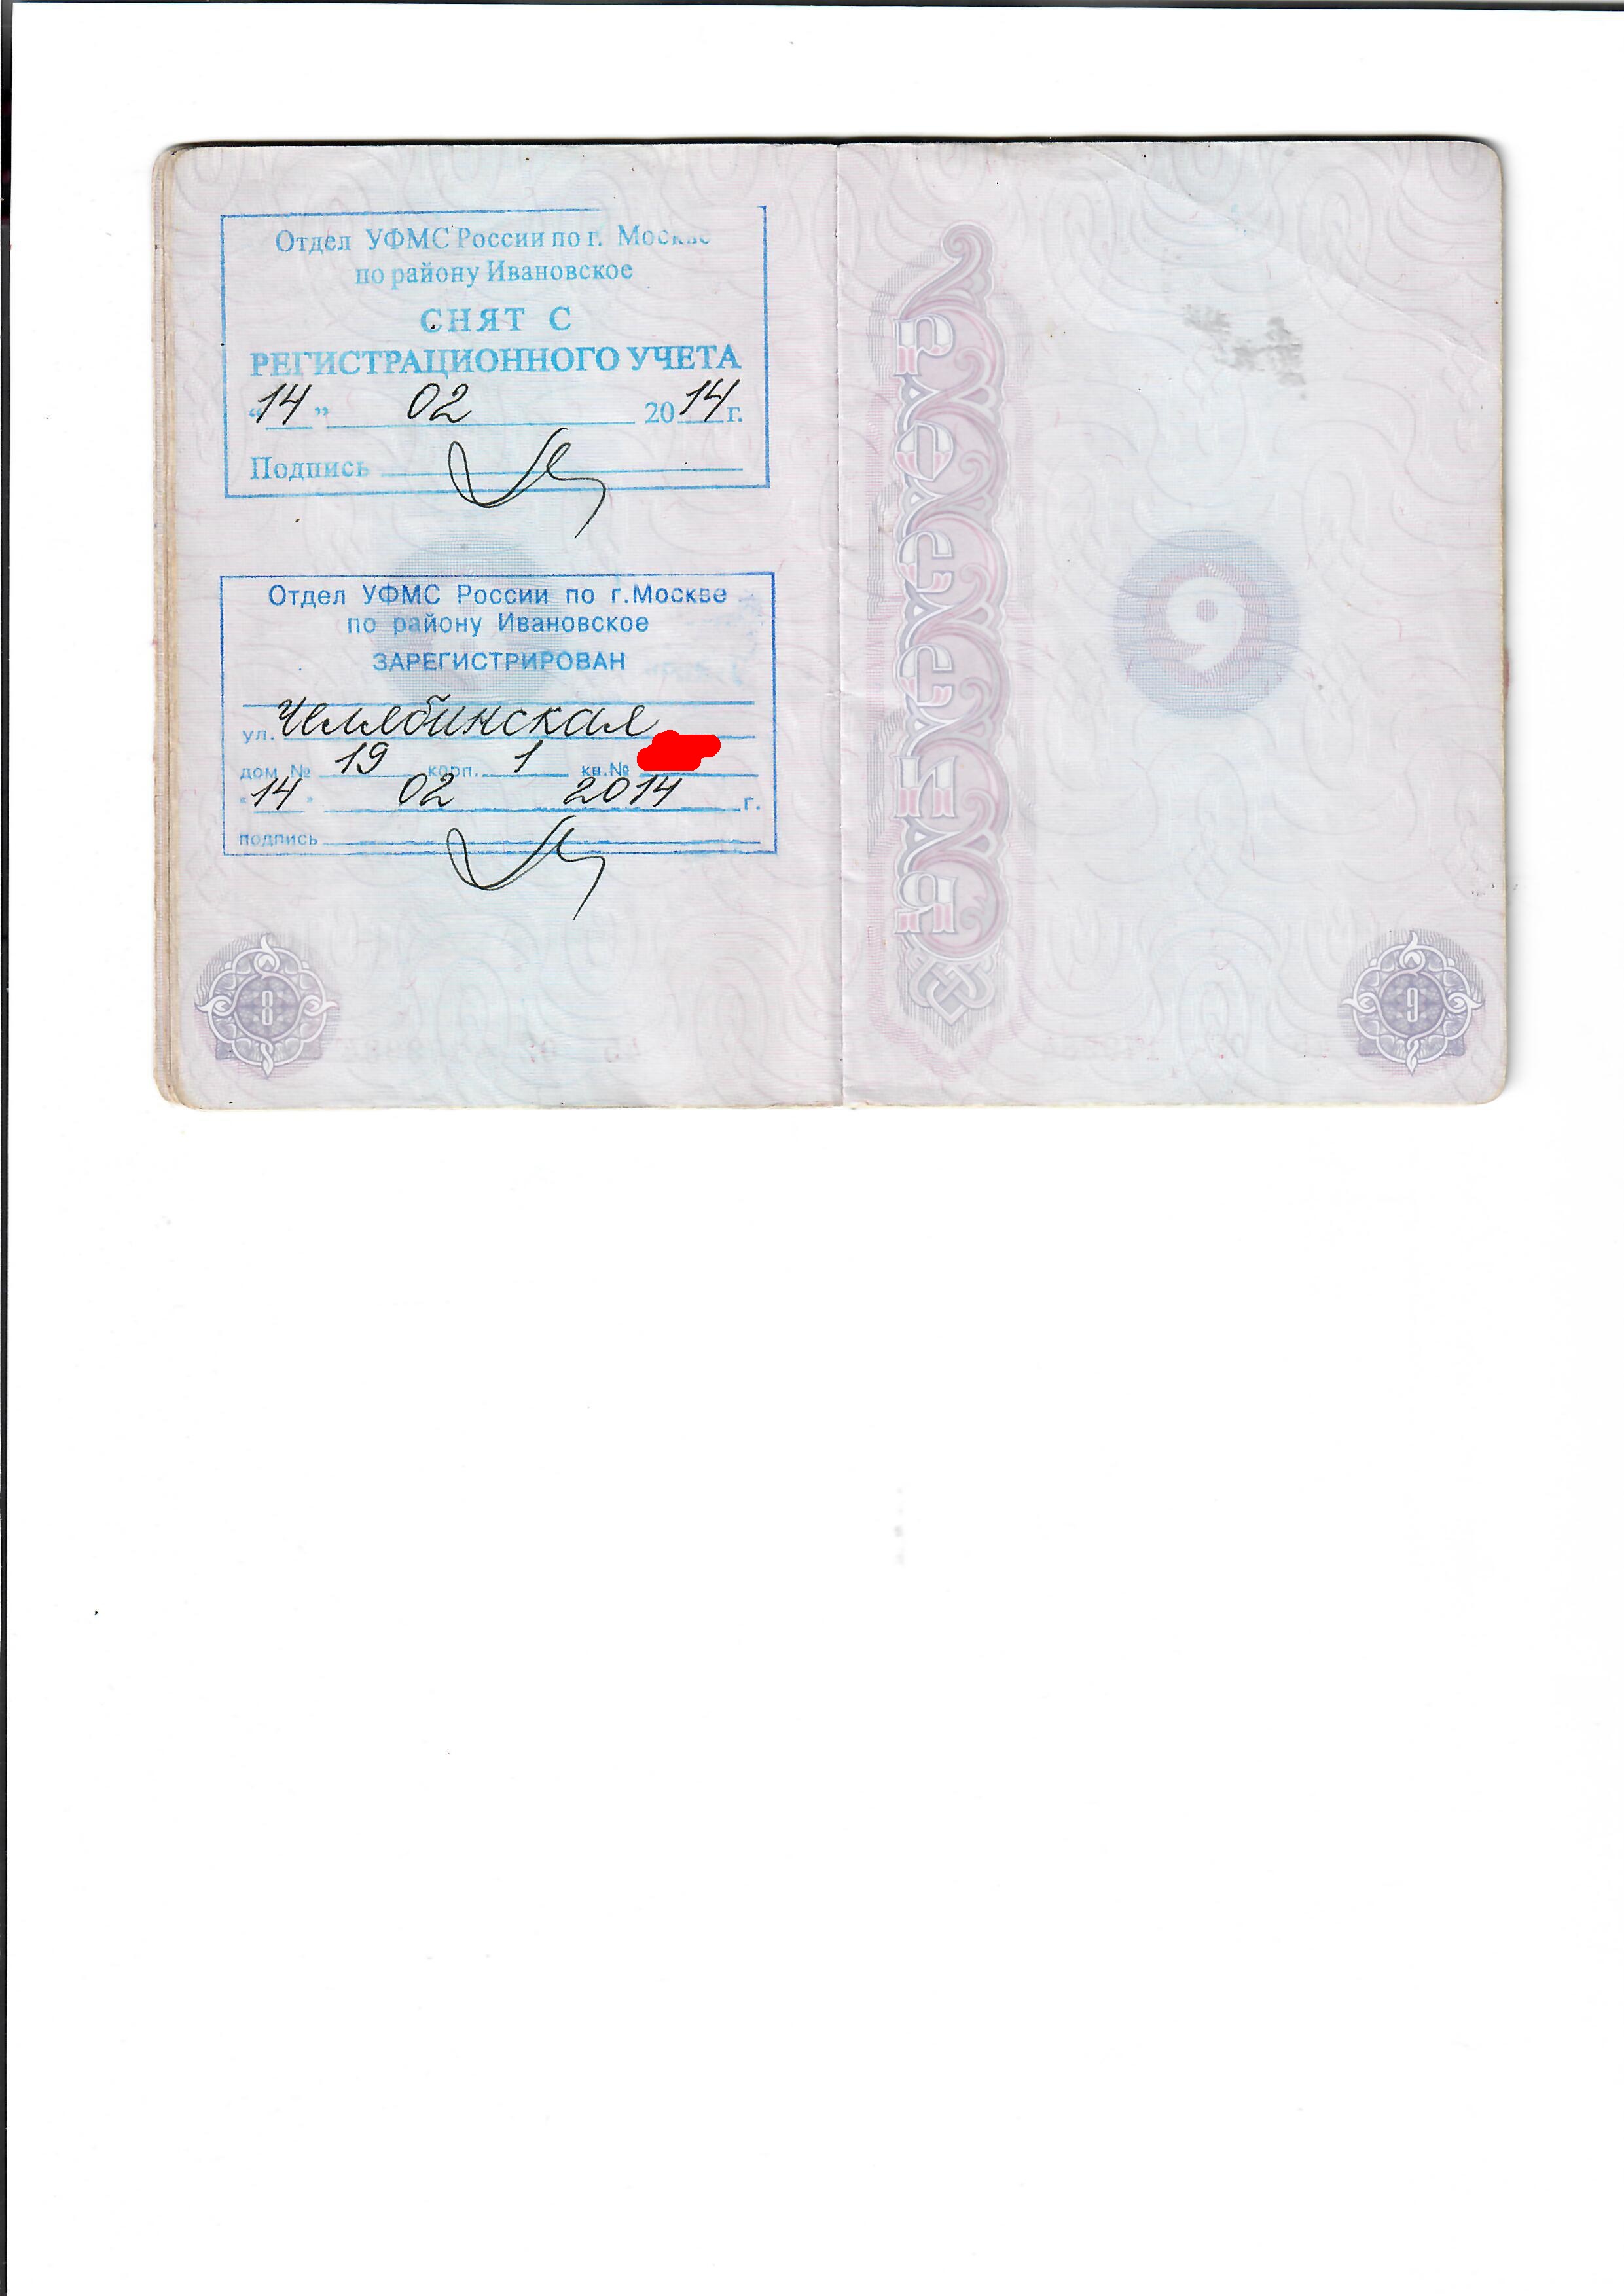 Отдел УФМС России по г. Москве
по району Ивановское
СНЯТ С
РЕГИСТРАЦИОННОГО УЧЕТА
"14" 02 2014 г.
Подпись
Отдел УФМС России по г.Москве
по району Ивановское
ЗАРЕГИСТРИРОВАН
ул. Челябинская
дом № 19 корп. 1 кв.№
"14" 02 2014 г.
подпись
8
9
9